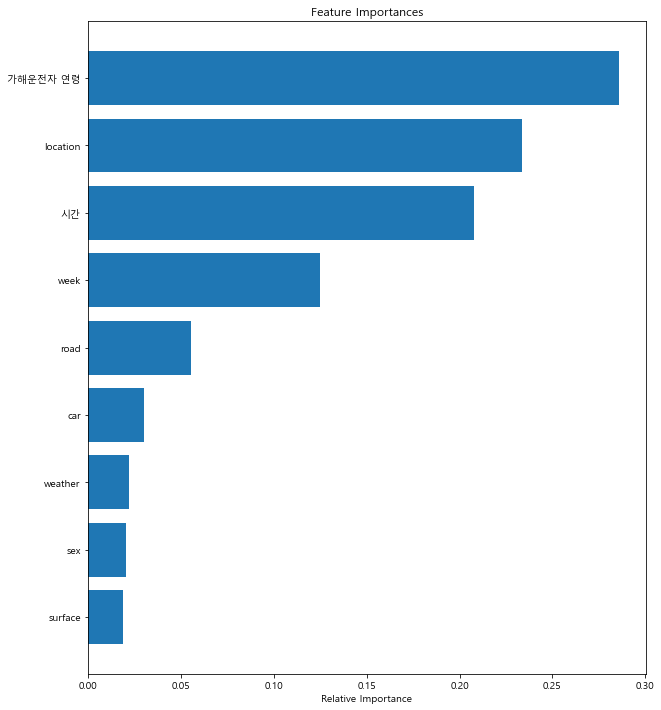 Feature Importances
가해운전자 연령
location
시간
week
road
car
weather
sex
surface
0.00 0.05 0.10 0.15 0.20 0.25 0.30
Relative Importance